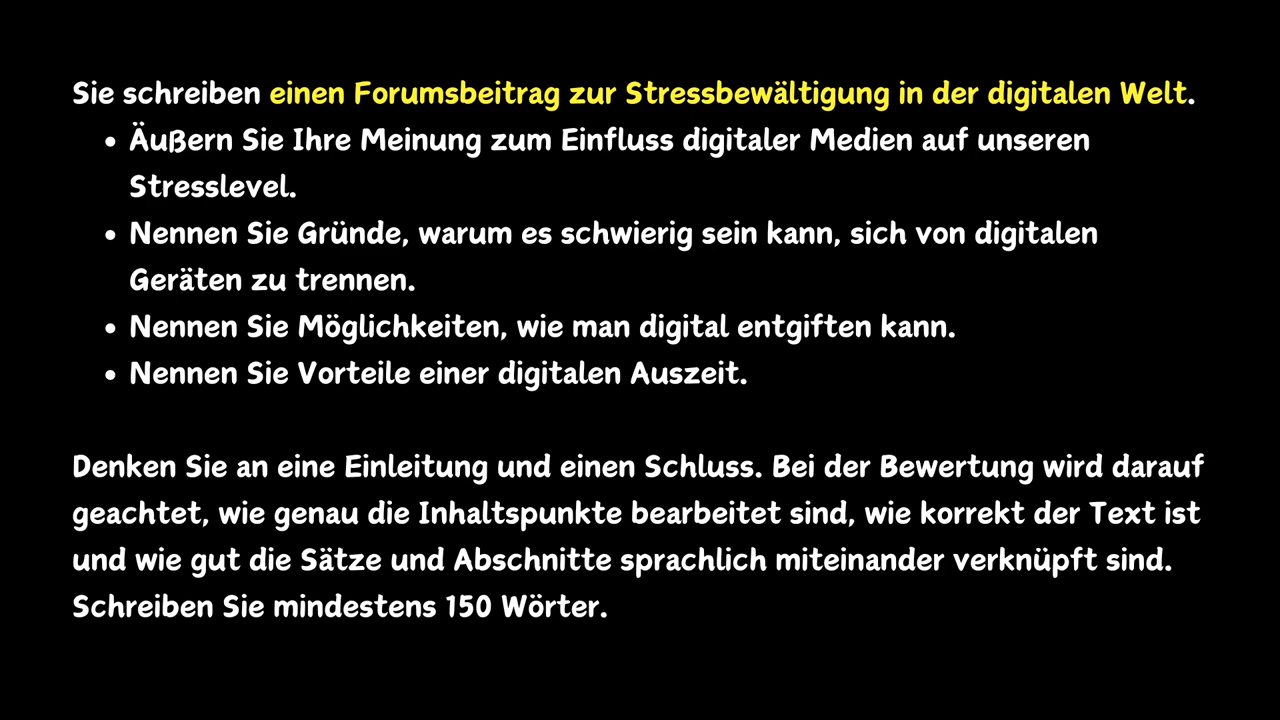 Sie schreiben einen Forumsbeitrag zur Stressbewältigung in der digitalen Welt.
• Äußern Sie Ihre Meinung zum Einfluss digitaler Medien auf unseren
Stresslevel.
• Nennen Sie Gründe, warum es schwierig sein kann, sich von digitalen
Geräten zu trennen.
• Nennen Sie Möglichkeiten, wie man digital entgiften kann.
• Nennen Sie Vorteile einer digitalen Auszeit.
Denken Sie an eine Einleitung und einen Schluss. Bei der Bewertung wird darauf
geachtet, wie genau die Inhaltspunkte bearbeitet sind, wie korrekt der Text ist
und wie gut die Sätze und Abschnitte sprachlich miteinander verknüpft sind.
Schreiben Sie mindestens 150 Wörter.